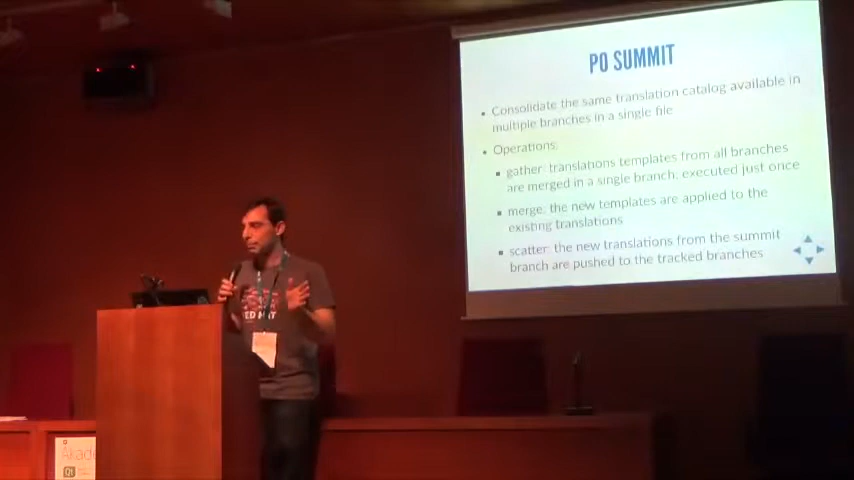 PO SUMMIT
• Consolidate the same translation catalog available in
multiple branches in a single file
• Operations:
• gather: translations templates from all branches
are merged in a single branch; executed just once
• merge: the new templates are applied to the
existing translations
• scatter: the new translations from the summit
branch are pushed to the tracked branches
Qt